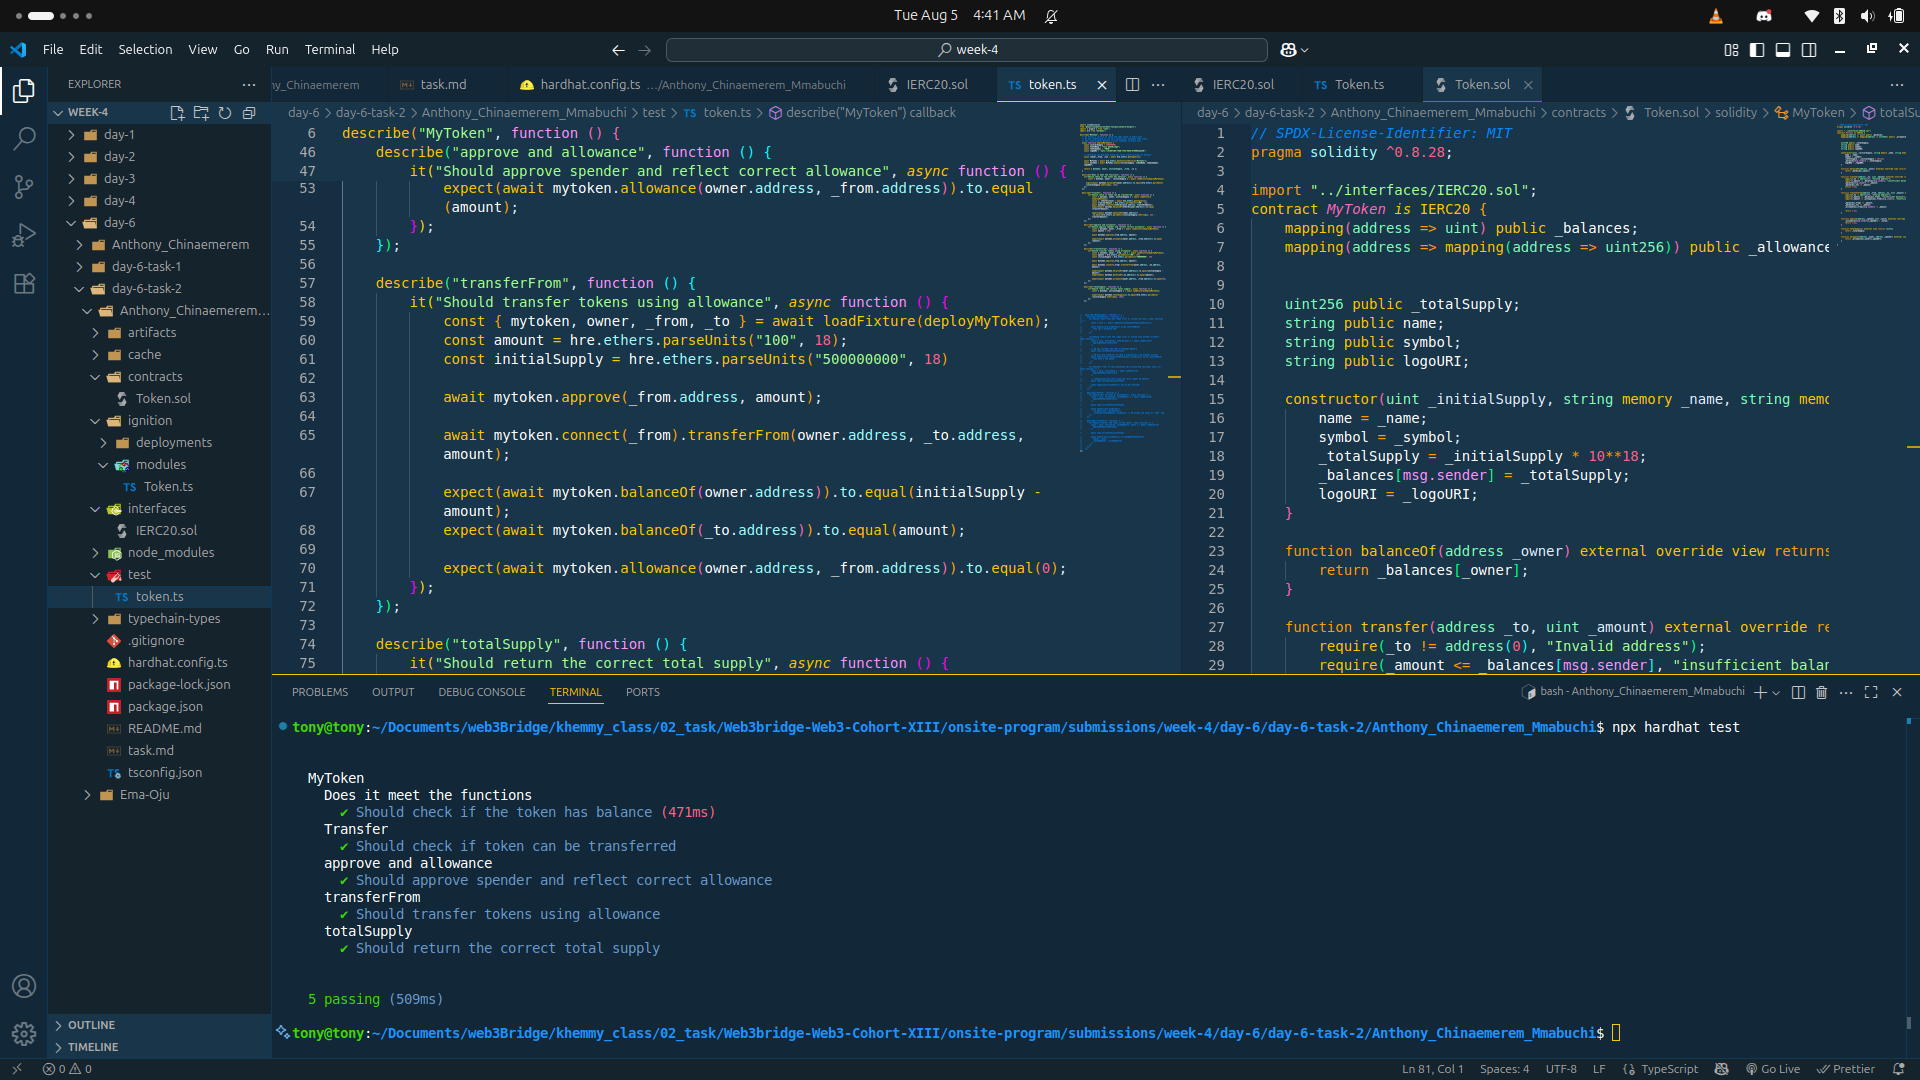 Tue Aug 5 4:41 AM
File Edit Selection View Go Run Terminal Help
week-4
EXPLORER
WEEK-4
day-1
day-2
day-3
day-4
day-6
Anthony_Chinaemerem
day-6-task-1
day-6-task-2
Anthony_Chinaemerem...
artifacts
cache
contracts
Token.sol
ignition
deployments
modules
Token.ts
interfaces
IERC20.sol
node_modules
test
token.ts
typechain-types
.gitignore
hardhat.config.ts
package-lock.json
package.json
README.md
task.md
tsconfig.json
Ema-Oju
OUTLINE
TIMELINE
ny_Chinaemerem task.md hardhat.config.ts .../Anthony_Chinaemerem_Mmabuchi IERC20.sol token.ts
day-6 > day-6-task-2 > Anthony_Chinaemerem_Mmabuchi > test > token.ts > describe("MyToken") callback
6 describe("MyToken", function () {
46 describe("approve and allowance", function () {
47 it("Should approve spender and reflect correct allowance", async function () {
53 expect(await mytoken.allowance(owner.address, _from.address)).to.equal
(amount);
54 });
55 });
56
57 describe("transferFrom", function () {
58 it("Should transfer tokens using allowance", async function () {
59 const { mytoken, owner, _from, _to } = await loadFixture(deployMyToken);
60 const amount = hre.ethers.parseUnits("100", 18);
61 const initialSupply = hre.ethers.parseUnits("500000000", 18)
62
63 await mytoken.approve(_from.address, amount);
64
65 await mytoken.connect(_from).transferFrom(owner.address, _to.address,
amount);
66
67 expect(await mytoken.balanceOf(owner.address)).to.equal(initialSupply -
amount);
68 expect(await mytoken.balanceOf(_to.address)).to.equal(amount);
69
70 expect(await mytoken.allowance(owner.address, _from.address)).to.equal(0);
71 });
72 });
73
74 describe("totalSupply", function () {
75 it("Should return the correct total supply", async function () {
IERC20.sol Token.ts Token.sol
day-6 > day-6-task-2 > Anthony_Chinaemerem_Mmabuchi > contracts > Token.sol > solidity > MyToken > totalSu
1 // SPDX-License-Identifier: MIT
2 pragma solidity ^0.8.28;
3
4 import "../interfaces/IERC20.sol";
5 contract MyToken is IERC20 {
6 mapping(address => uint) public _balances;
7 mapping(address => mapping(address => uint256)) public _allowance
8
9
10 uint256 public _totalSupply;
11 string public name;
12 string public symbol;
13 string public logoURI;
14
15 constructor(uint _initialSupply, string memory _name, string memo
16 name = _name;
17 symbol = _symbol;
18 _totalSupply = _initialSupply * 10**18;
19 _balances[msg.sender] = _totalSupply;
20 logoURI = _logoURI;
21 }
22
23 function balanceOf(address _owner) external override view returns
24 return _balances[_owner];
25 }
26
27 function transfer(address _to, uint _amount) external override re
28 require(_to != address(0), "Invalid address");
29 require(_amount <= _balances[msg.sender], "insufficient balan
PROBLEMS OUTPUT DEBUG CONSOLE TERMINAL PORTS
bash - Anthony_Chinaemerem_Mmabuchi
tony@tony:~/Documents/web3Bridge/khemmy_class/02_task/Web3bridge-Web3-Cohort-XIII/onsite-program/submissions/week-4/day-6/day-6-task-2/Anthony_Chinaemerem_Mmabuchi$ npx hardhat test
MyToken
Does it meet the functions
✔ Should check if the token has balance (471ms)
Transfer
✔ Should check if token can be transferred
approve and allowance
✔ Should approve spender and reflect correct allowance
transferFrom
✔ Should transfer tokens using allowance
totalSupply
✔ Should return the correct total supply
5 passing (509ms)
tony@tony:~/Documents/web3Bridge/khemmy_class/02_task/Web3bridge-Web3-Cohort-XIII/onsite-program/submissions/week-4/day-6/day-6-task-2/Anthony_Chinaemerem_Mmabuchi$
0 0
Ln 81, Col 1 Spaces: 4 UTF-8 LF {} TypeScript Go Live Prettier